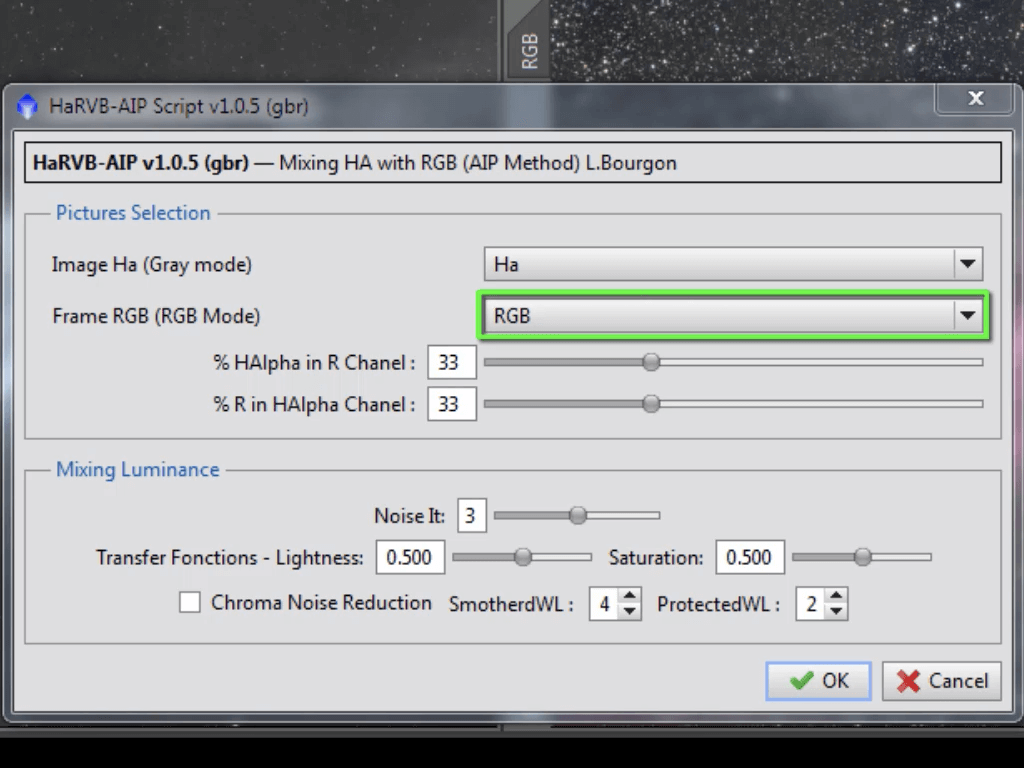 RGB
HaRVB-AIP Script v1.0.5 (gbr)
HaRVB-AIP v1.0.5 (gbr) — Mixing HA with RGB (AIP Method) L.Bourgon
Pictures Selection
Image Ha (Gray mode) Ha
Frame RGB (RGB Mode) RGB
% HAlpha in R Chanel : 33
% R in HAlpha Chanel : 33
Mixing Luminance
Noise It: 3
Transfer Fonctions - Lightness: 0.500 Saturation: 0.500
Chroma Noise Reduction SmotherdWL : 4 ProtectedWL : 2
OK Cancel